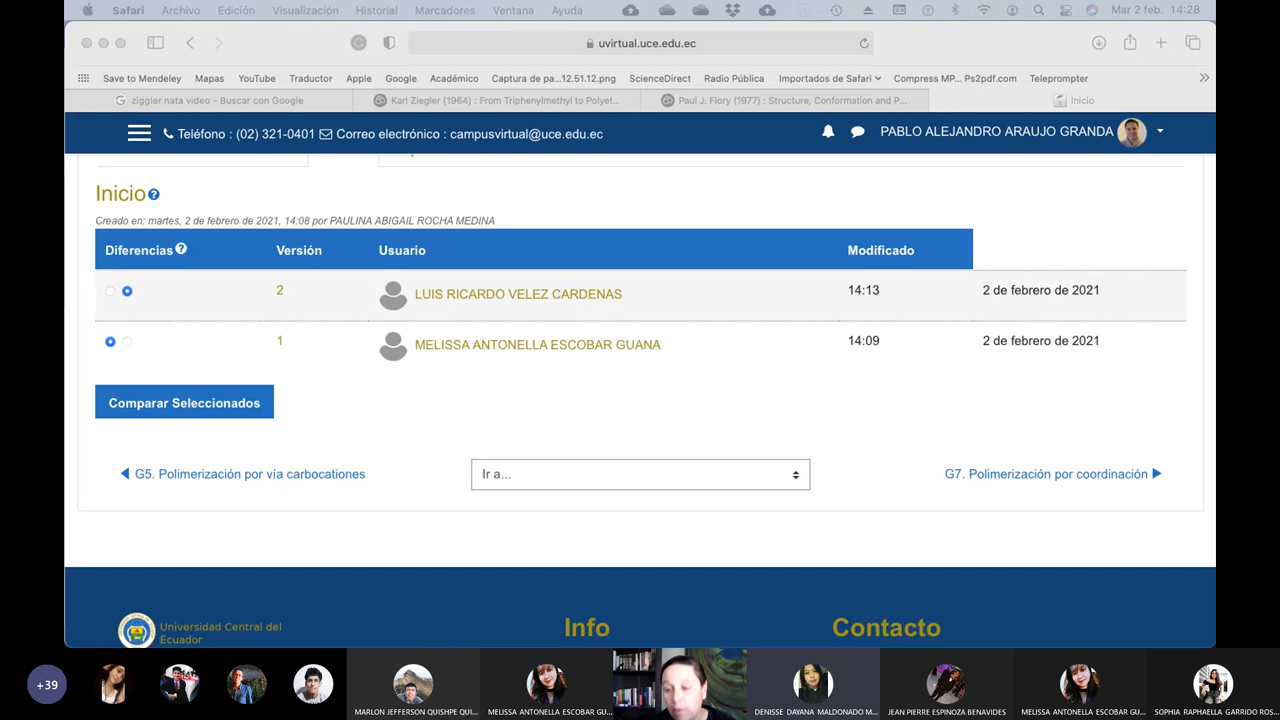 Safari Archivo Edición Visualización Historial Marcadores Ventana Ayuda Mar 2 feb. 14:28
uvirtual.uce.edu.ec
Save to Mendeley Mapas YouTube Traductor Apple Google Académico Captura de pa...12.51.12.png ScienceDirect Radio Pública Importados de Safari Compress MP... Ps2pdf.com Teleprompter
ziggler nata video - Buscar con Google Karl Ziegler (1964) : From Triphenylmethyl to Polyet... Paul J. Flory (1977) : Structure, Conformation and P... Inicio
Teléfono : (02) 321-0401 Correo electrónico : campusvirtual@uce.edu.ec PABLO ALEJANDRO ARAUJO GRANDA
Inicio
Creado en: martes, 2 de febrero de 2021, 14:08 por PAULINA ABIGAIL ROCHA MEDINA
Diferencias Versión Usuario Modificado
2 LUIS RICARDO VELEZ CARDENAS 14:13 2 de febrero de 2021
1 MELISSA ANTONELLA ESCOBAR GUANA 14:09 2 de febrero de 2021
Comparar Seleccionados
G5. Polimerización por vía carbocationes Ir a... G7. Polimerización por coordinación
Universidad Central del
Ecuador
Info Contacto
+39
MARLON JEFFERSON QUISHPE QUI... MELISSA ANTONELLA ESCOBAR GU... DENISSE DAYANA MALDONADO M... JEAN PIERRE ESPINOZA BENAVIDES MELISSA ANTONELLA ESCOBAR GU... SOPHIA RAPHAELLA GARRIDO ROS...